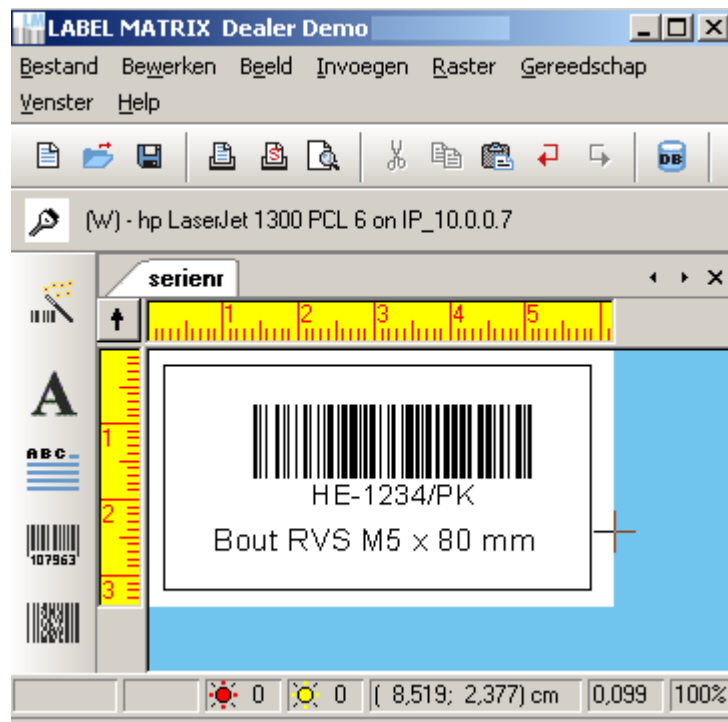 LABEL MATRIX Dealer Demo
Bestand Bewerken Beeld Invoegen Raster Gereedschap
Venster Help
DB
(W) - hp LaserJet 1300 PCL 6 on IP_10.0.0.7
serienr
1 2 3 4 5
A
ABC
107963
1
2
3
HE-1234/PK
Bout RVS M5 x 80 mm
0 0 ( 8,519; 2,377) cm 0,099 100%